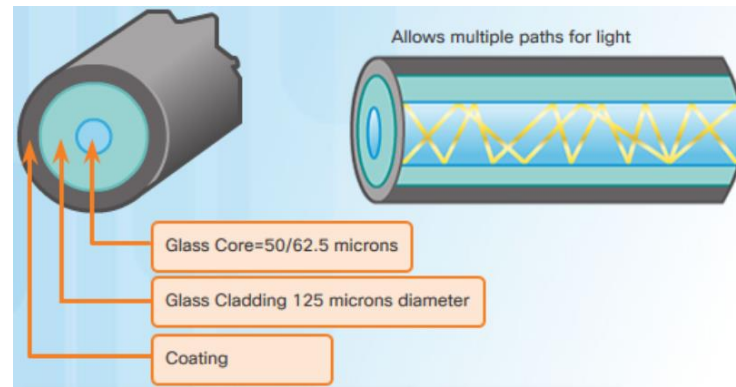 Allows multiple paths for light
Glass Core=50/62.5 microns
Glass Cladding 125 microns diameter
Coating